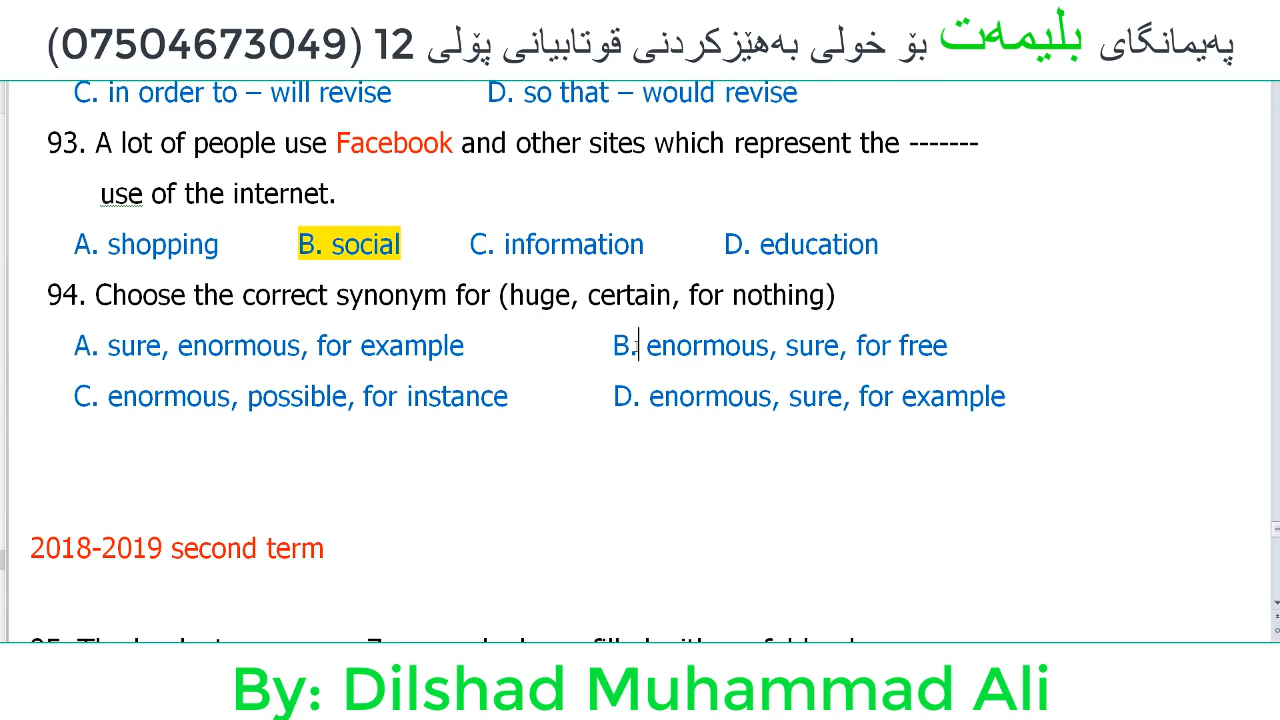 پەیمانگای بلیمەت بۆ خولی بەهێزکردنی قوتابیانی پۆلی 12 (07504673049)
C. in order to – will revise D. so that – would revise
93. A lot of people use Facebook and other sites which represent the -------
use of the internet.
A. shopping B. social C. information D. education
94. Choose the correct synonym for (huge, certain, for nothing)
A. sure, enormous, for example B. enormous, sure, for free
C. enormous, possible, for instance D. enormous, sure, for example
2018-2019 second term
By: Dilshad Muhammad Ali